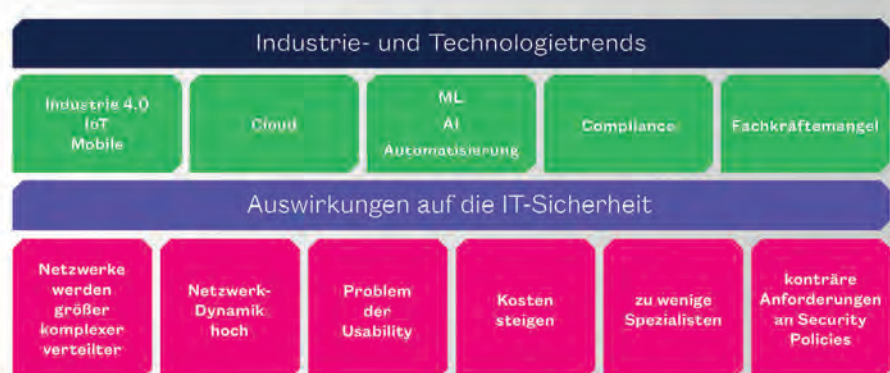 Industrie- und Technologietrends
Industrie 4.0
IoT
Mobile
Cloud
ML
AI
Automatisierung
Compliance
Fachkräftemangel
Auswirkungen auf die IT-Sicherheit
Netzwerke
werden
größer
komplexer
verteilter
Netzwerk-
Dynamik
hoch
Problem
der
Usability
Kosten
steigen
zu wenige
Spezialisten
konträre
Anforderungen
an Security
Policies